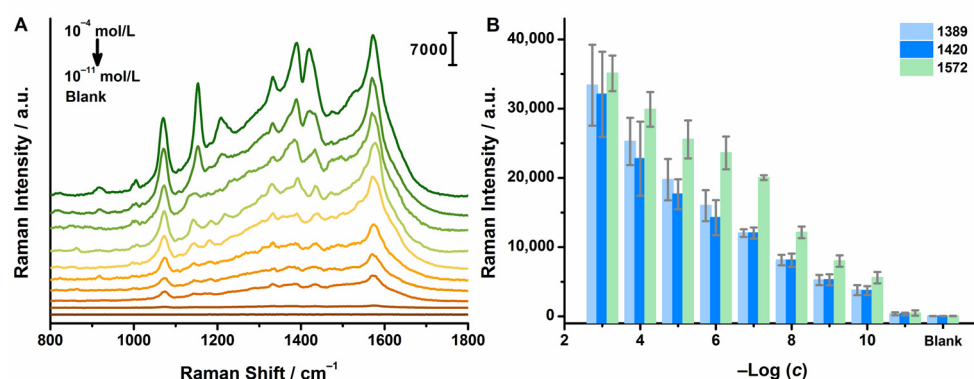 A
10⁻⁴ mol/L
10⁻¹¹ mol/L
Blank
7000
Raman Intensity / a.u.
800 1000 1200 1400 1600 1800
Raman Shift / cm⁻¹
B
1389
1420
1572
40,000
30,000
20,000
10,000
0
Raman Intensity / a.u.
2 4 6 8 10 Blank
–Log (c)